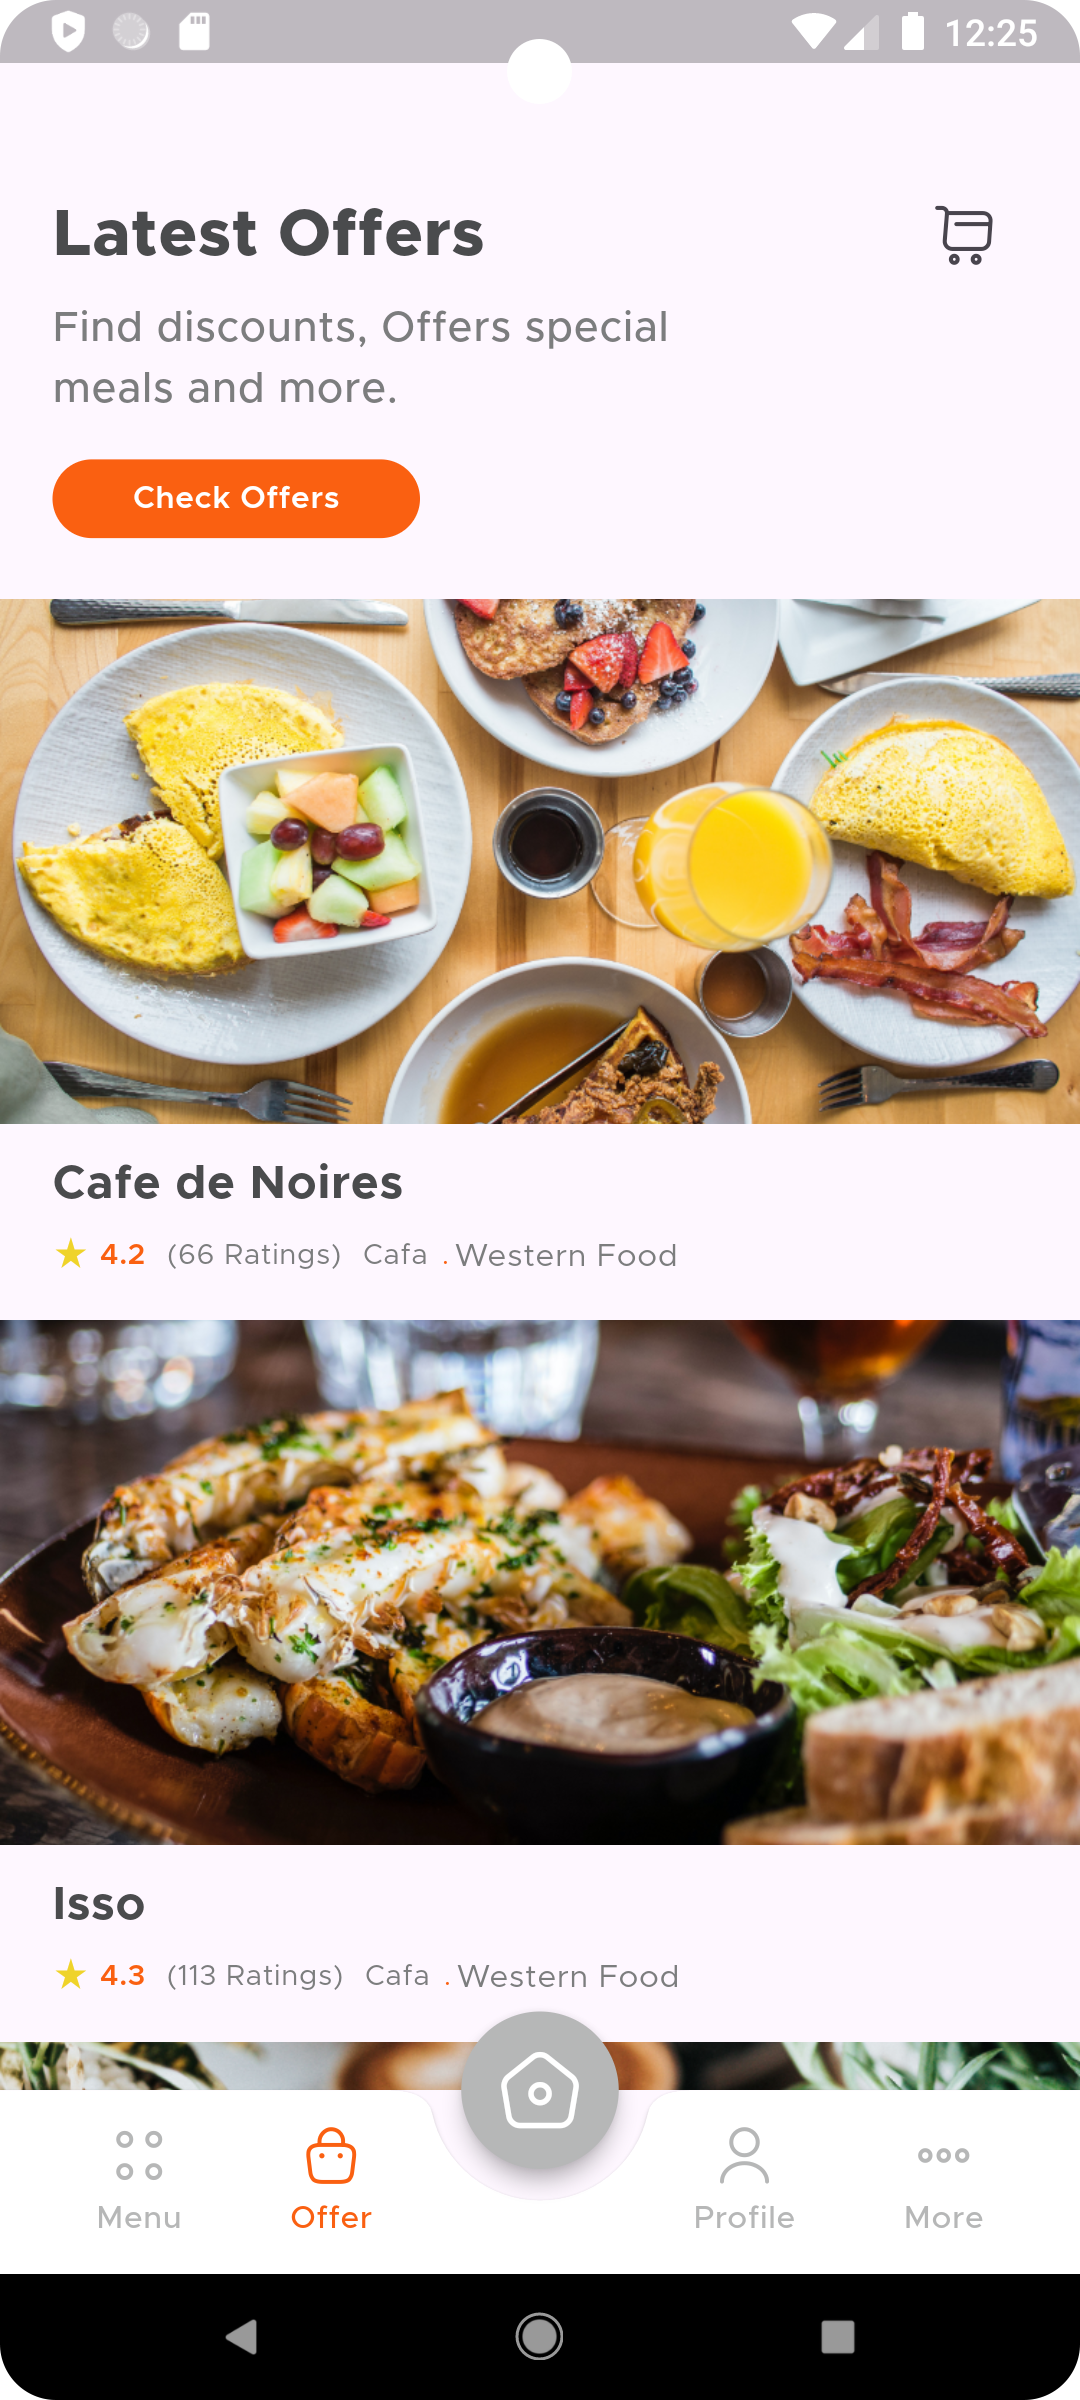 12:25
Latest Offers
Find discounts, Offers special
meals and more.
Check Offers
Cafe de Noires
4.2 (66 Ratings) Cafa . Western Food
Isso
4.3 (113 Ratings) Cafa . Western Food
Menu Offer Profile More